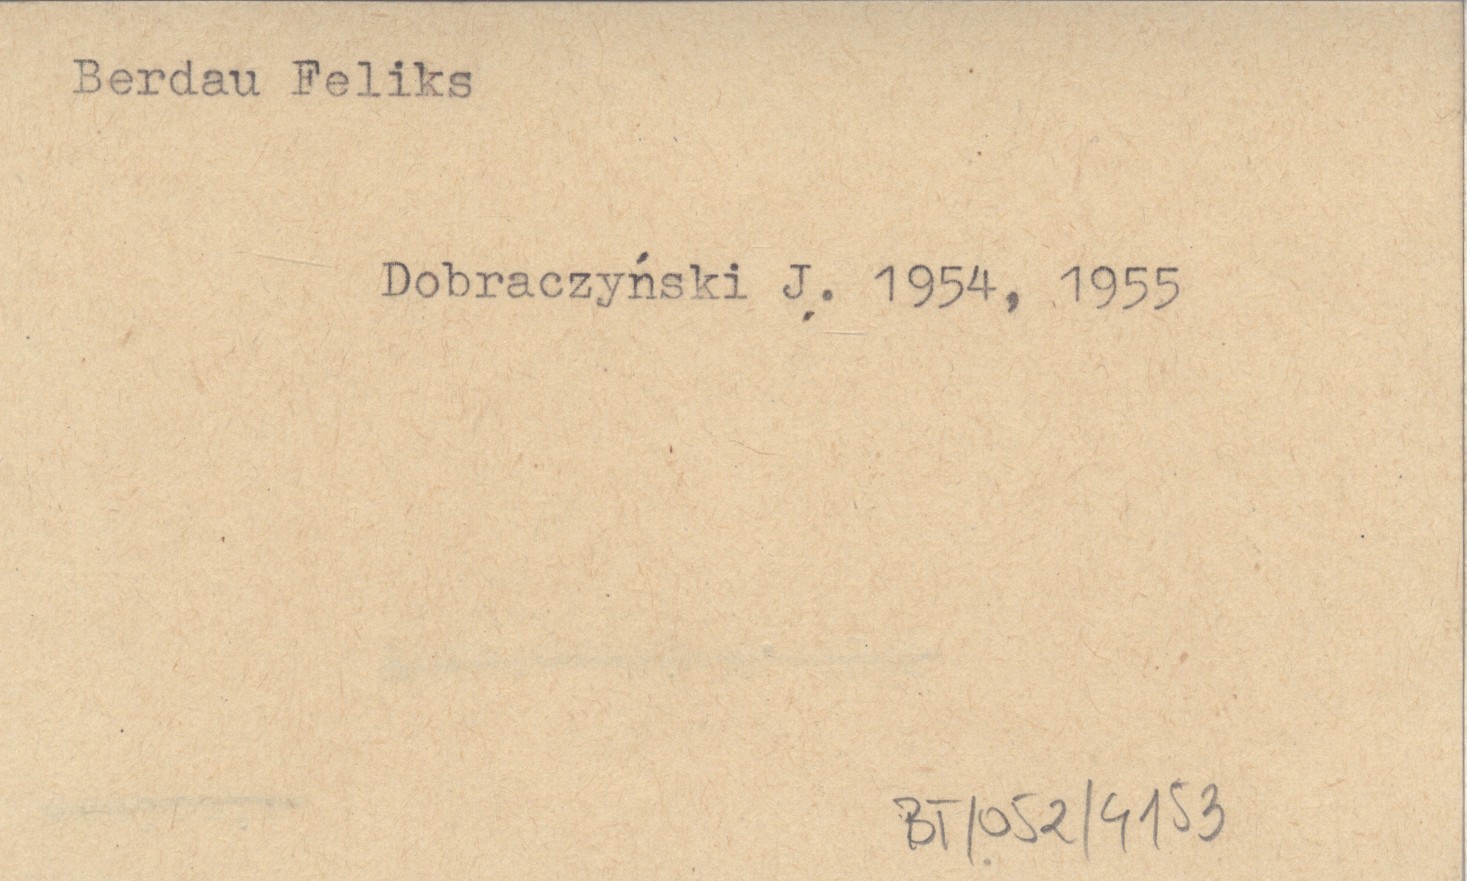 Berdau Feliks
Dobraczyński J. 1954, 1955
BT/052/4153